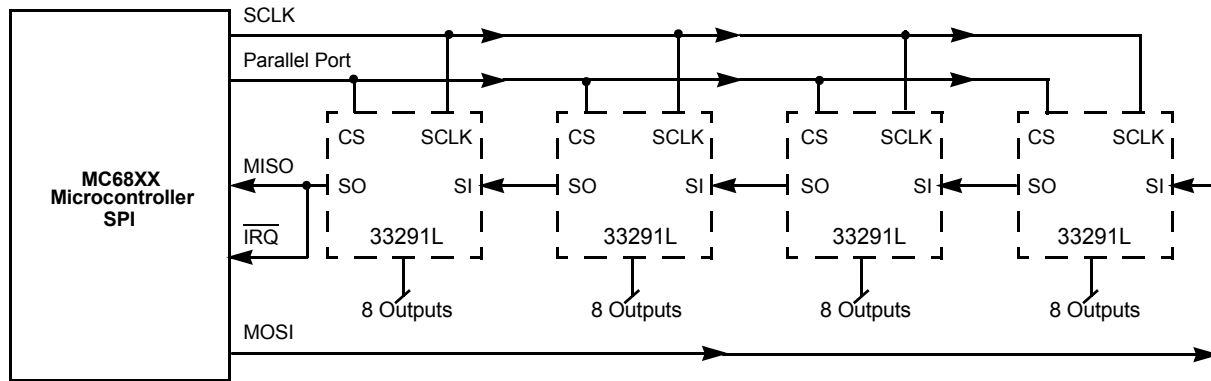 SCLK
Parallel Port
CS SCLK CS SCLK CS SCLK CS SCLK
MISO SO SI SO SI SO SI SO SI
MC68XX
Microcontroller
SPI
IRQ
33291L 33291L 33291L 33291L
8 Outputs 8 Outputs 8 Outputs 8 Outputs
MOSI